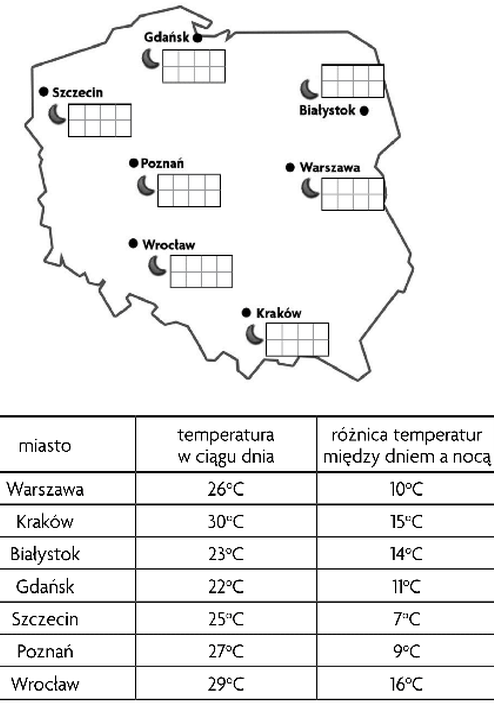 Gdańsk
Szczecin
Białystok
Poznań
Warszawa
Wrocław
Kraków
miasto temperatura w ciągu dnia różnica temperatur między dniem a nocą
Warszawa 26°C 10°C
Kraków 30°C 15°C
Białystok 23°C 14°C
Gdańsk 22°C 11°C
Szczecin 25°C 7°C
Poznań 27°C 9°C
Wrocław 29°C 16°C